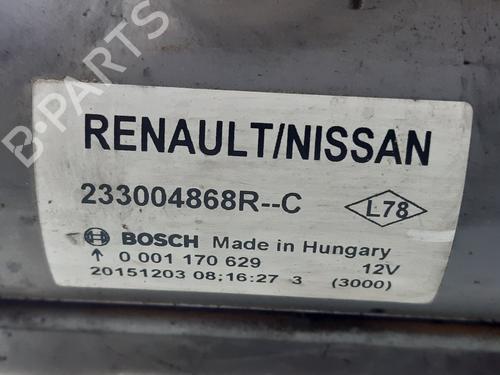 B-PARTS
RENAULT/NISSAN
233004868R--C
L78
BOSCH Made in Hungary
↑ 0 001 170 629 12V
20151203 08;16:27 3 (3000)